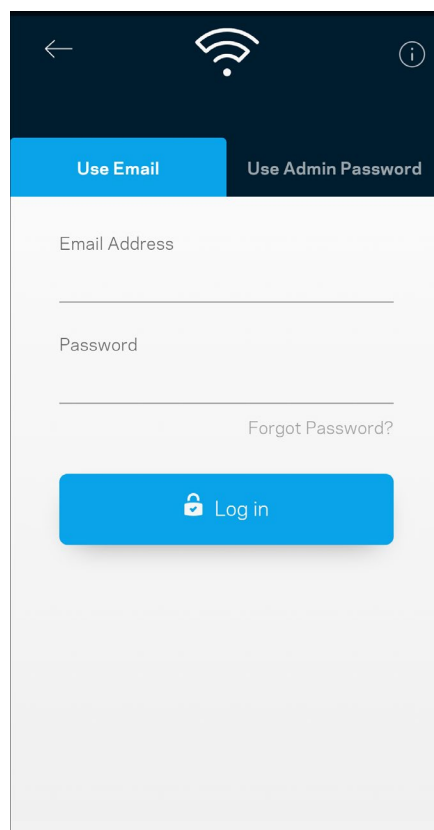 Use Email
Use Admin Password
Email Address
Password
Forgot Password?
Log in